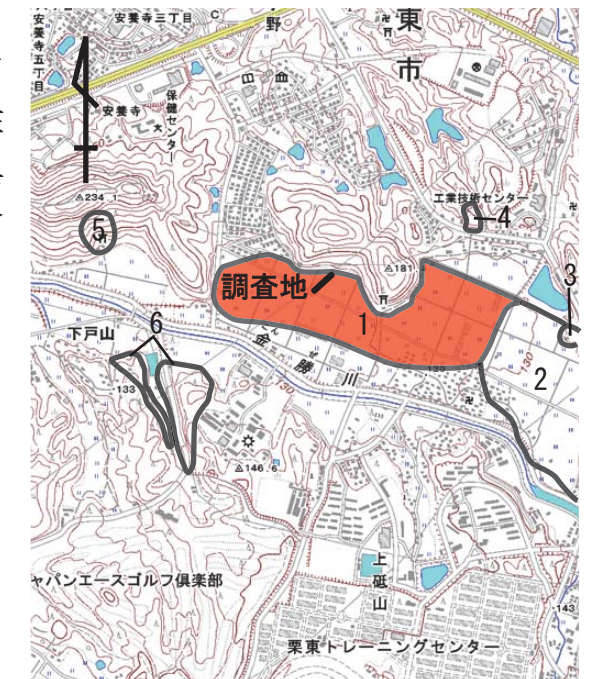 安養寺三丁目
安養寺五丁目
野
東市
安養寺
保健センター
△234.1
工業技術センター
5
4
3
調査地
△181.
1
下戸山
6
金勝川
130
130
2
133
△146.6
上砥山
ャパンエースゴルフ倶楽部
143
栗東トレーニングセンター